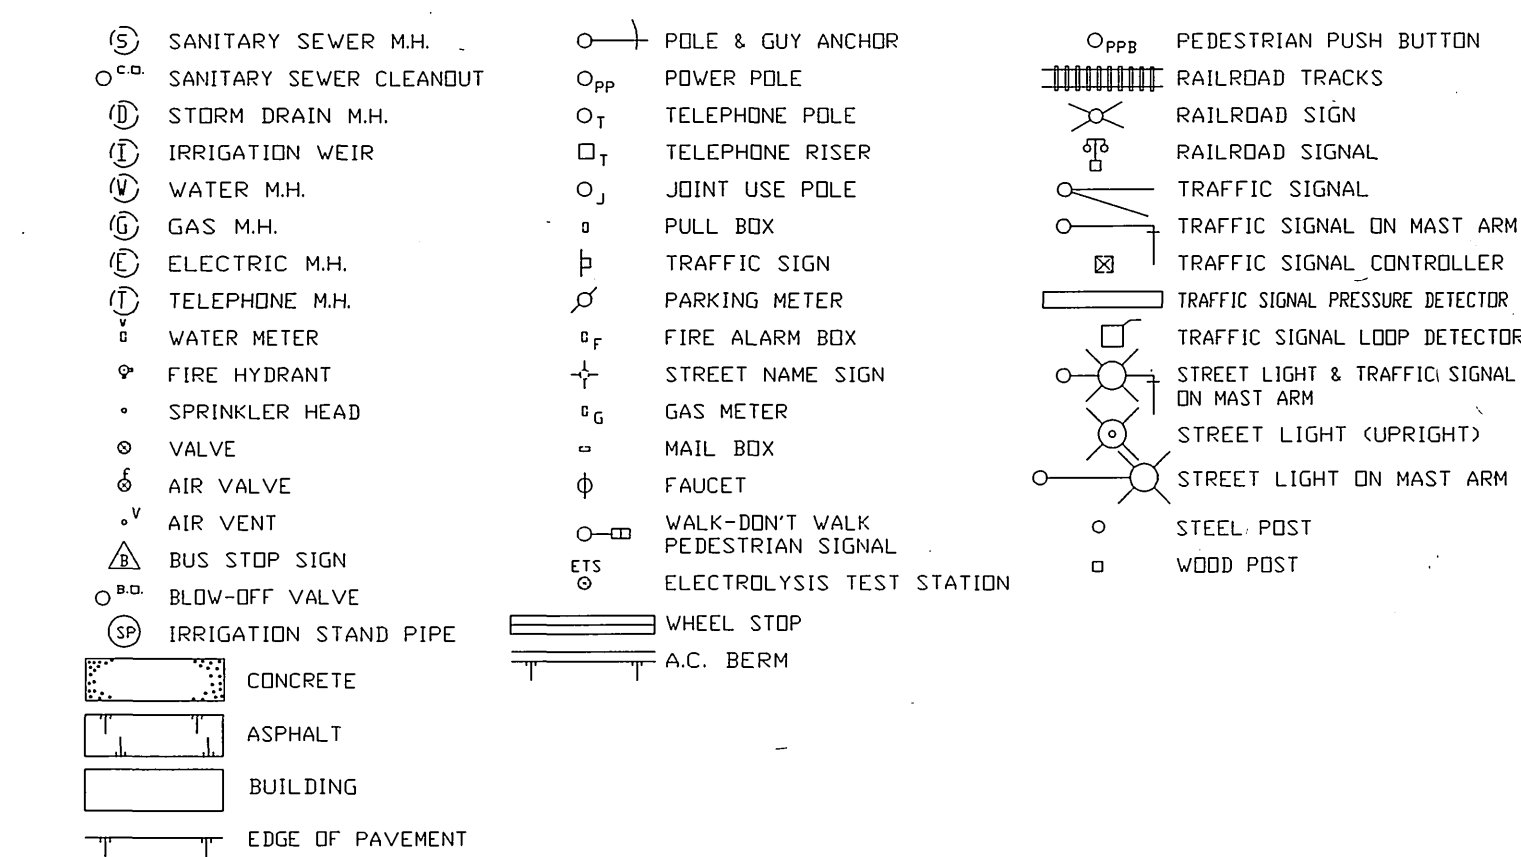 S SANITARY SEWER M.H.
C.O. SANITARY SEWER CLEANOUT
D STORM DRAIN M.H.
I IRRIGATION WEIR
W WATER M.H.
G GAS M.H.
E ELECTRIC M.H.
T TELEPHONE M.H.
V
WATER METER
FIRE HYDRANT
SPRINKLER HEAD
VALVE
AIR VALVE
V AIR VENT
B BUS STOP SIGN
B.O. BLOW-OFF VALVE
SP IRRIGATION STAND PIPE
CONCRETE
ASPHALT
BUILDING
EDGE OF PAVEMENT
POLE & GUY ANCHOR
PP POWER POLE
T TELEPHONE POLE
T TELEPHONE RISER
J JOINT USE POLE
PULL BOX
TRAFFIC SIGN
PARKING METER
F FIRE ALARM BOX
STREET NAME SIGN
G GAS METER
MAIL BOX
FAUCET
WALK-DON'T WALK
PEDESTRIAN SIGNAL
ETS
ELECTROLYSIS TEST STATION
WHEEL STOP
A.C. BERM
PPB PEDESTRIAN PUSH BUTTON
RAILROAD TRACKS
RAILROAD SIGN
RAILROAD SIGNAL
TRAFFIC SIGNAL
TRAFFIC SIGNAL ON MAST ARM
TRAFFIC SIGNAL CONTROLLER
TRAFFIC SIGNAL PRESSURE DETECTOR
TRAFFIC SIGNAL LOOP DETECTOR
STREET LIGHT & TRAFFIC SIGNAL
ON MAST ARM
STREET LIGHT (UPRIGHT)
STREET LIGHT ON MAST ARM
STEEL POST
WOOD POST